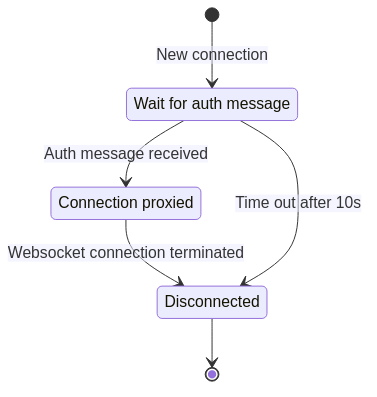 New connection
Wait for auth message
Auth message received
Connection proxied
Time out after 10s
Websocket connection terminated
Disconnected